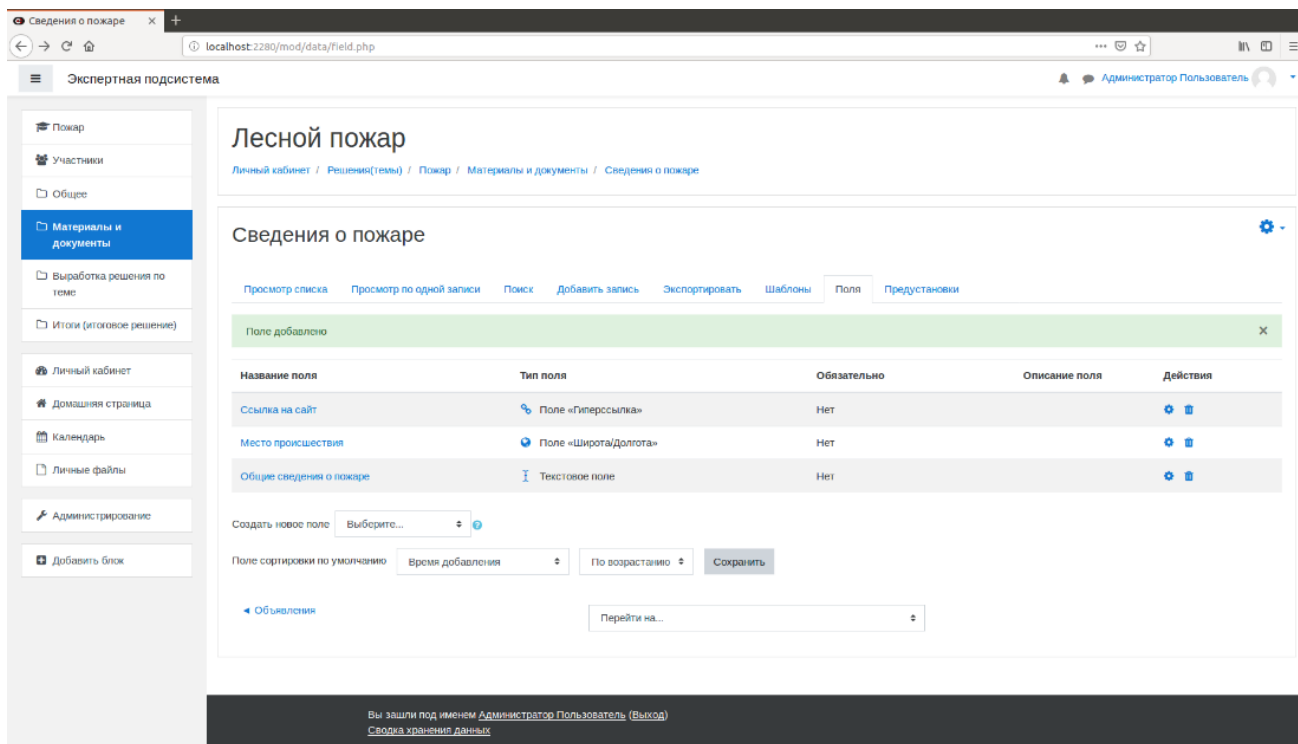 Сведения о пожаре
localhost:2280/mod/data/field.php
Экспертная подсистема
Администратор Пользователь
Пожар
Участники
Общее
Материалы и
документы
Выработка решения по
теме
Итоги (итоговое решение)
Личный кабинет
Домашняя страница
Календарь
Личные файлы
Администрирование
Добавить блок
Лесной пожар
Личный кабинет / Решения(темы) / Пожар / Материалы и документы / Сведения о пожаре
Сведения о пожаре
Просмотр списка Просмотр по одной записи Поиск Добавить запись Экспортировать Шаблоны Поля Предустановки
Поле добавлено ×
Название поля Тип поля Обязательно Описание поля Действия
Ссылка на сайт Поле «Гиперссылка» Нет
Место происшествия Поле «Широта/Долгота» Нет
Общие сведения о пожаре Текстовое поле Нет
Создать новое поле Выберите...
Поле сортировки по умолчанию Время добавления По возрастанию Сохранить
◄ Объявления Перейти на...
Вы зашли под именем Администратор Пользователь (Выход)
Сводка хранения данных